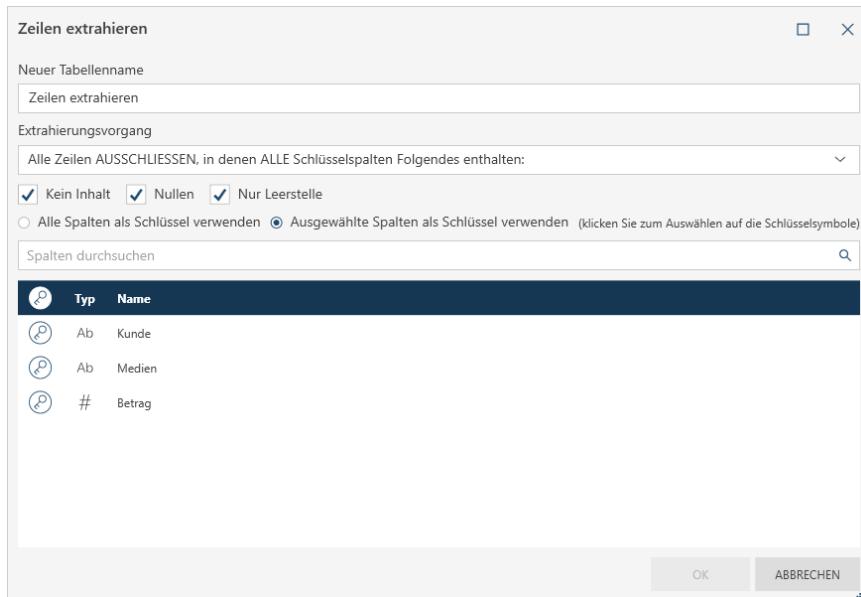 Zeilen extrahieren
Neuer Tabellenname
Zeilen extrahieren
Extrahierungsvorgang
Alle Zeilen AUSSCHLIESSEN, in denen ALLE Schlüsselspalten Folgendes enthalten:
Kein Inhalt Nullen Nur Leerstelle
Alle Spalten als Schlüssel verwenden Ausgewählte Spalten als Schlüssel verwenden (klicken Sie zum Auswählen auf die Schlüsselsymbole)
Spalten durchsuchen
Typ Name
Ab Kunde
Ab Medien
# Betrag
OK ABBRECHEN